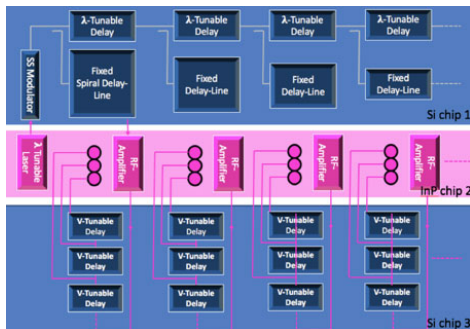 λ-Tunable
Delay
λ-Tunable
Delay
λ-Tunable
Delay
λ-Tunable
Delay
SS Modulator
Fixed
Spiral Delay-
Line
Fixed
Delay-Line
Fixed
Delay-Line
Fixed
Delay-Line
Si chip 1
λ Tunable
Laser
RF-
Amplifier
RF-
Amplifier
RF-
Amplifier
RF-
Amplifier
InP chip 2
V-Tunable
Delay
V-Tunable
Delay
V-Tunable
Delay
V-Tunable
Delay
V-Tunable
Delay
V-Tunable
Delay
V-Tunable
Delay
V-Tunable
Delay
V-Tunable
Delay
V-Tunable
Delay
V-Tunable
Delay
V-Tunable
Delay
Si chip 3